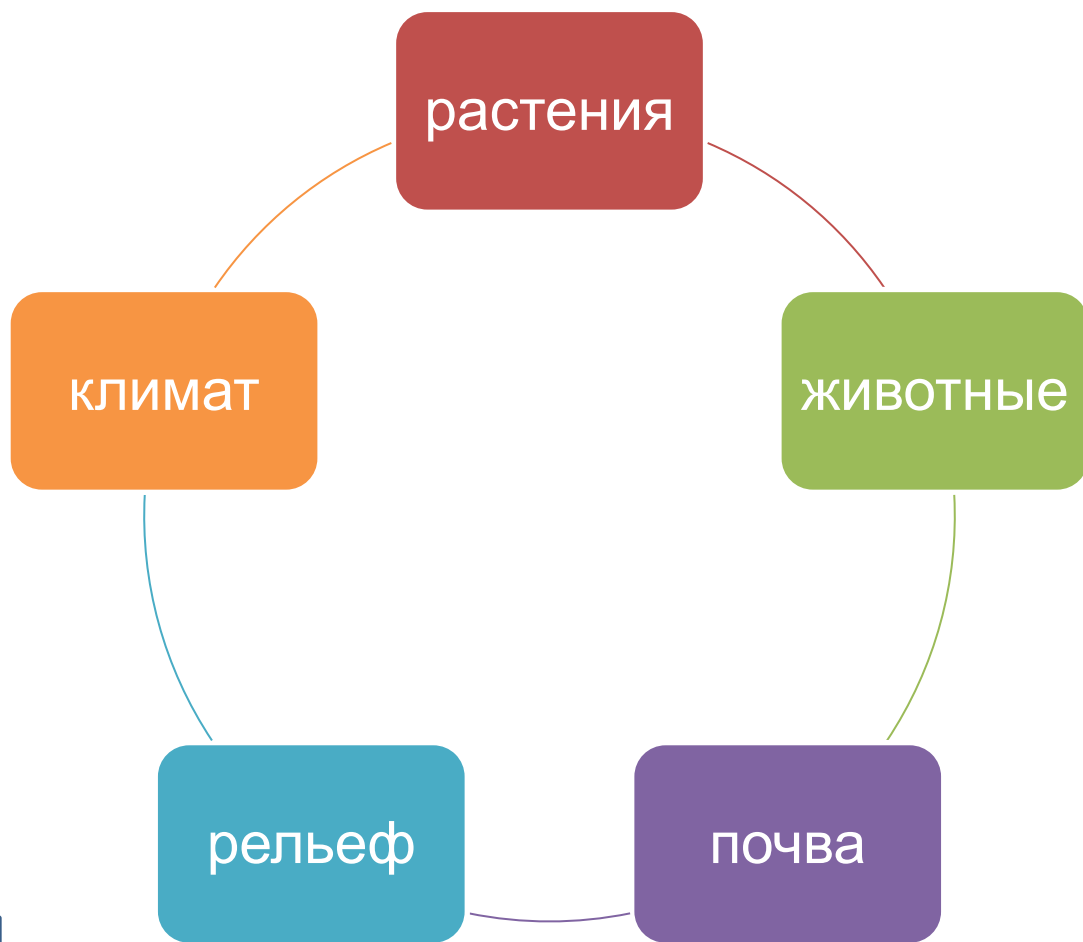 растения
животные
почва
рельеф
климат